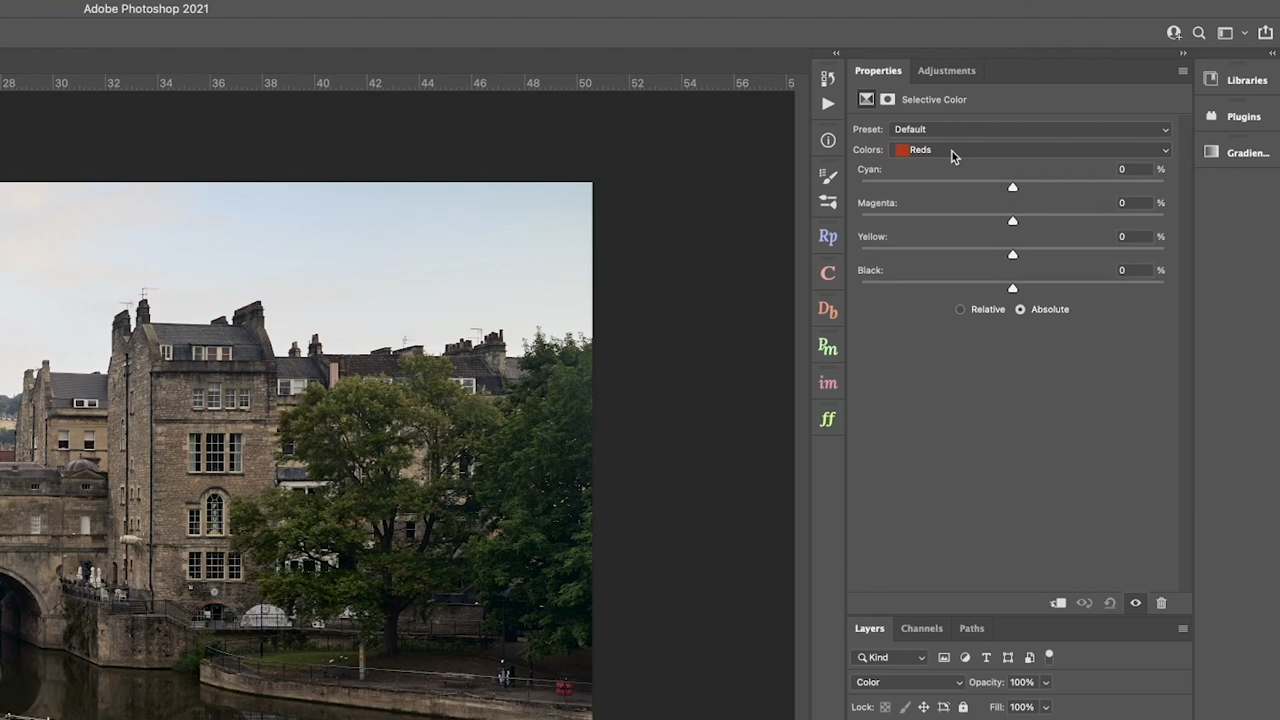 Adobe Photoshop 2021
28 30 32 34 36 38 40 42 44 46 48 50 52 54 56 5
Properties Adjustments
Libraries
Selective Color
Plugins
Preset: Default
Colors: Reds
Gradien...
Cyan: 0 %
Magenta: 0 %
Rp
Yellow: 0 %
C
Black: 0 %
Db
Relative Absolute
Pm
im
ff
Layers Channels Paths
Kind
Color Opacity: 100%
Lock: Fill: 100%